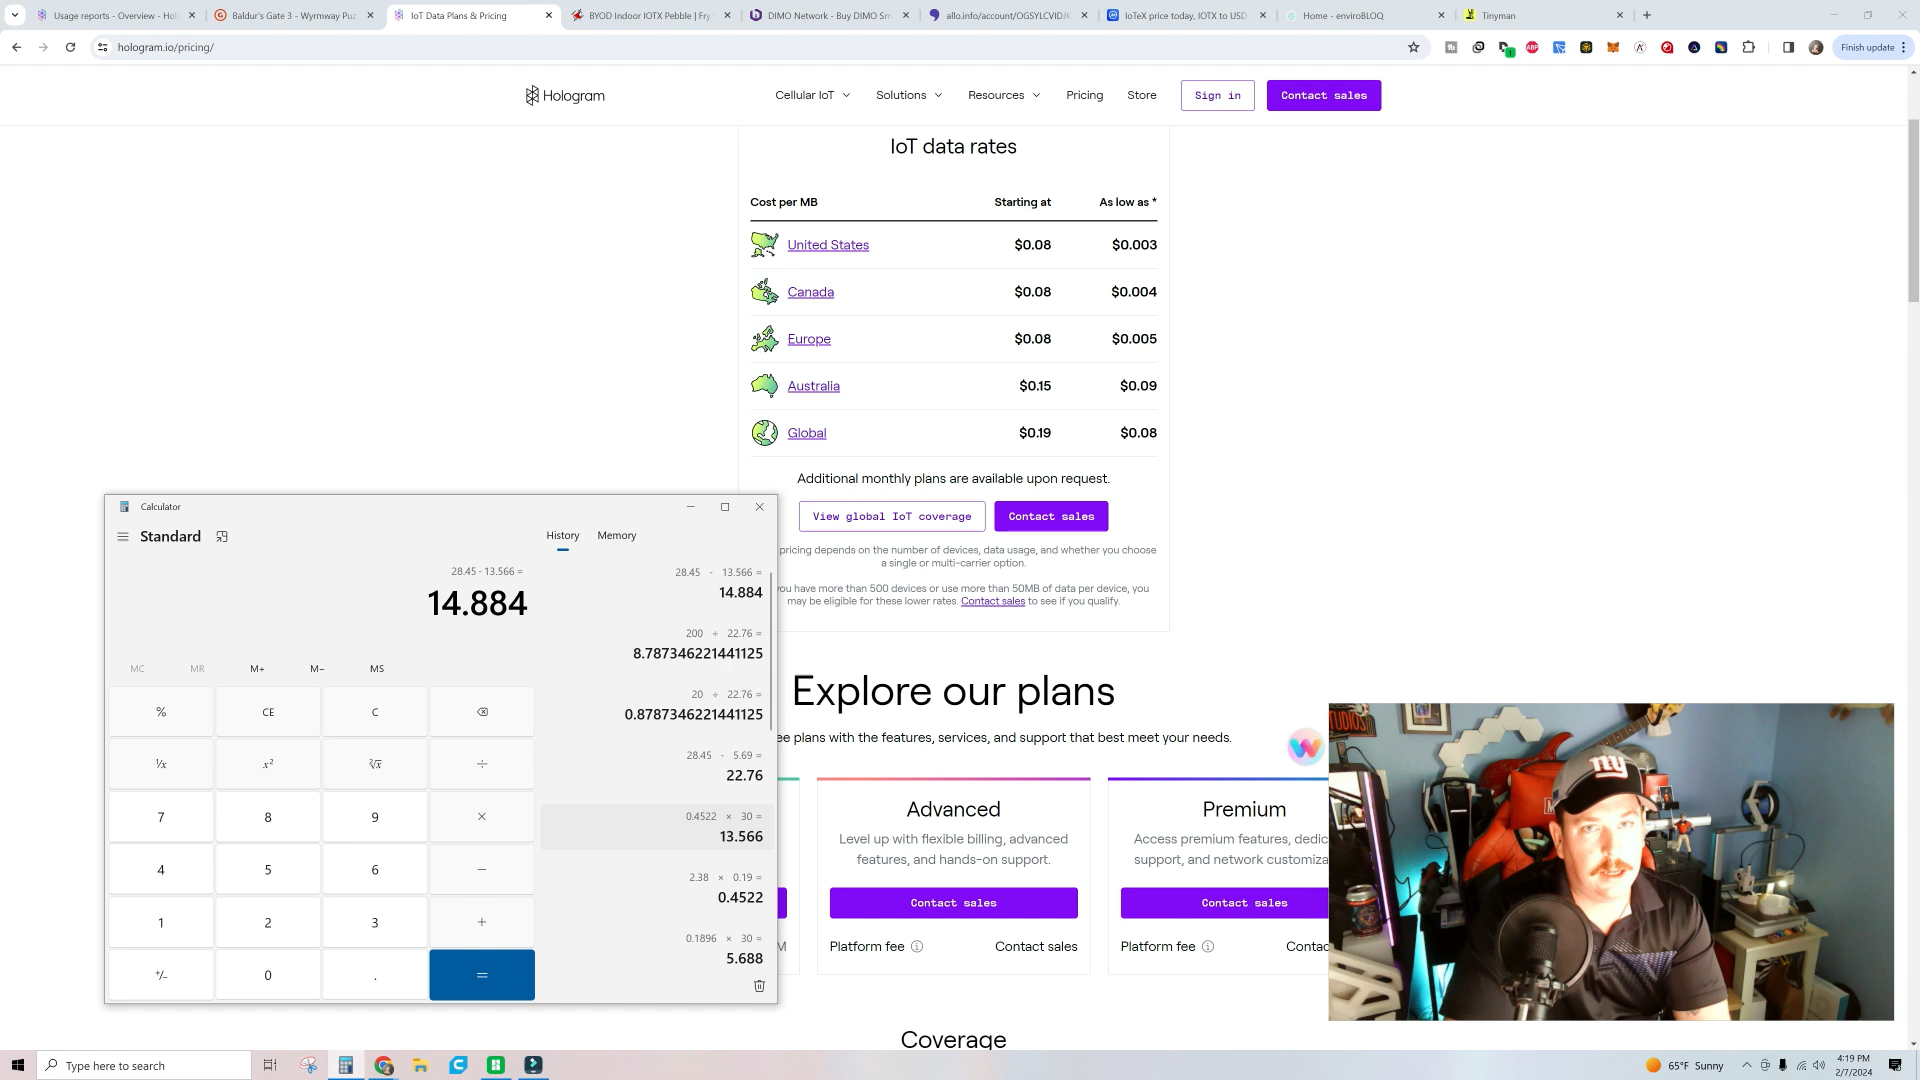 Usage reports - Overview - Hol
Baldur's Gate 3 - Wyrmway Puz
IoT Data Plans & Pricing
BYOD Indoor IOTX Pebble | Fry
DIMO Network - Buy DIMO Sm
allo.info/account/OGSYLCVIDJK
IoTeX price today, IOTX to USD
Home - enviroBLOQ
Tinyman
hologram.io/pricing/
Finish update
Hologram
Cellular IoT
Solutions
Resources
Pricing
Store
Sign in
Contact sales
IoT data rates
Cost per MB Starting at As low as *
United States $0.08 $0.003
Canada $0.08 $0.004
Europe $0.08 $0.005
Australia $0.15 $0.09
Global $0.19 $0.08
Additional monthly plans are available upon request.
View global IoT coverage
Contact sales
pricing depends on the number of devices, data usage, and whether you choose
a single or multi-carrier option.
you have more than 500 devices or use more than 50MB of data per device, you
may be eligible for these lower rates. Contact sales to see if you qualify.
Explore our plans
ee plans with the features, services, and support that best meet your needs.
Advanced
Level up with flexible billing, advanced
features, and hands-on support.
Contact sales
Platform fee Contact sales
Premium
Access premium features, dedic
support, and network customiza
Contact sales
Platform fee Contac
M
Coverage
Calculator
Standard
28.45 - 13.566 =
14.884
MC MR M+ M− MS
% CE C
¹/x x² ²√x ÷
7 8 9 ×
4 5 6 −
1 2 3 +
+/− 0 . =
History Memory
28.45 - 13.566 =
14.884
200 ÷ 22.76 =
8.787346221441125
20 ÷ 22.76 =
0.8787346221441125
28.45 - 5.69 =
22.76
0.4522 × 30 =
13.566
2.38 × 0.19 =
0.4522
0.1896 × 30 =
5.688
Type here to search
65°F Sunny
4:19 PM
2/7/2024